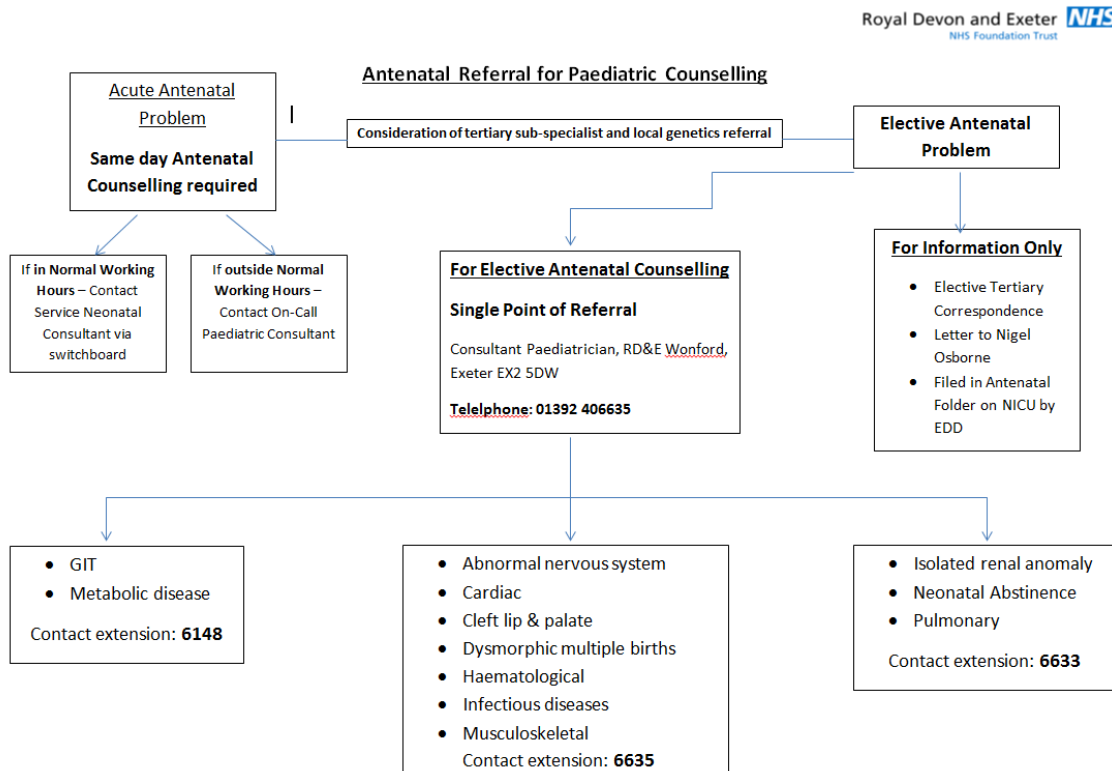 Royal Devon and Exeter NHS
NHS Foundation Trust
Antenatal Referral for Paediatric Counselling
Acute Antenatal
Problem
Same day Antenatal
Counselling required
Consideration of tertiary sub-specialist and local genetics referral
Elective Antenatal
Problem
If in Normal Working
Hours – Contact
Service Neonatal
Consultant via
switchboard
If outside Normal
Working Hours –
Contact On-Call
Paediatric Consultant
For Elective Antenatal Counselling
Single Point of Referral
Consultant Paediatrician, RD&E Wonford,
Exeter EX2 5DW
Telelphone: 01392 406635
For Information Only
• Elective Tertiary
Correspondence
• Letter to Nigel
Osborne
• Filed in Antenatal
Folder on NICU by
EDD
• GIT
• Metabolic disease
Contact extension: 6148
• Abnormal nervous system
• Cardiac
• Cleft lip & palate
• Dysmorphic multiple births
• Haematological
• Infectious diseases
• Musculoskeletal
Contact extension: 6635
• Isolated renal anomaly
• Neonatal Abstinence
• Pulmonary
Contact extension: 6633